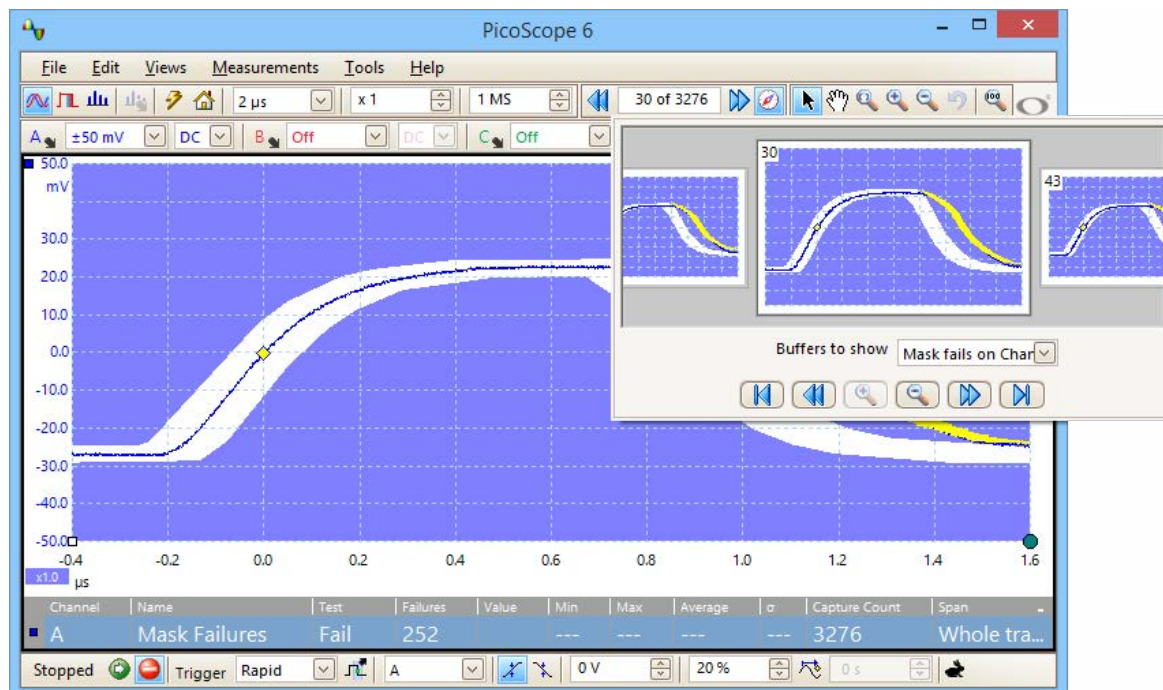 PicoScope 6
File Edit Views Measurements Tools Help
2 µs x 1 1 MS 30 of 3276
A ±50 mV DC B Off DC C Off
50.0
mV
30.0
20.0
10.0
0.0
-10.0
-20.0
-30.0
-40.0
-50.0
-0.4 -0.2 0.0 0.2 0.4 0.6 0.8 1.0 1.2 1.4 1.6
x1.0 µs
30
43
Buffers to show Mask fails on Chan
Channel Name Test Failures Value Min Max Average σ Capture Count Span
A Mask Failures Fail 252 --- --- --- --- 3276 Whole tra...
Stopped Trigger Rapid A 0 V 20 % 0 s